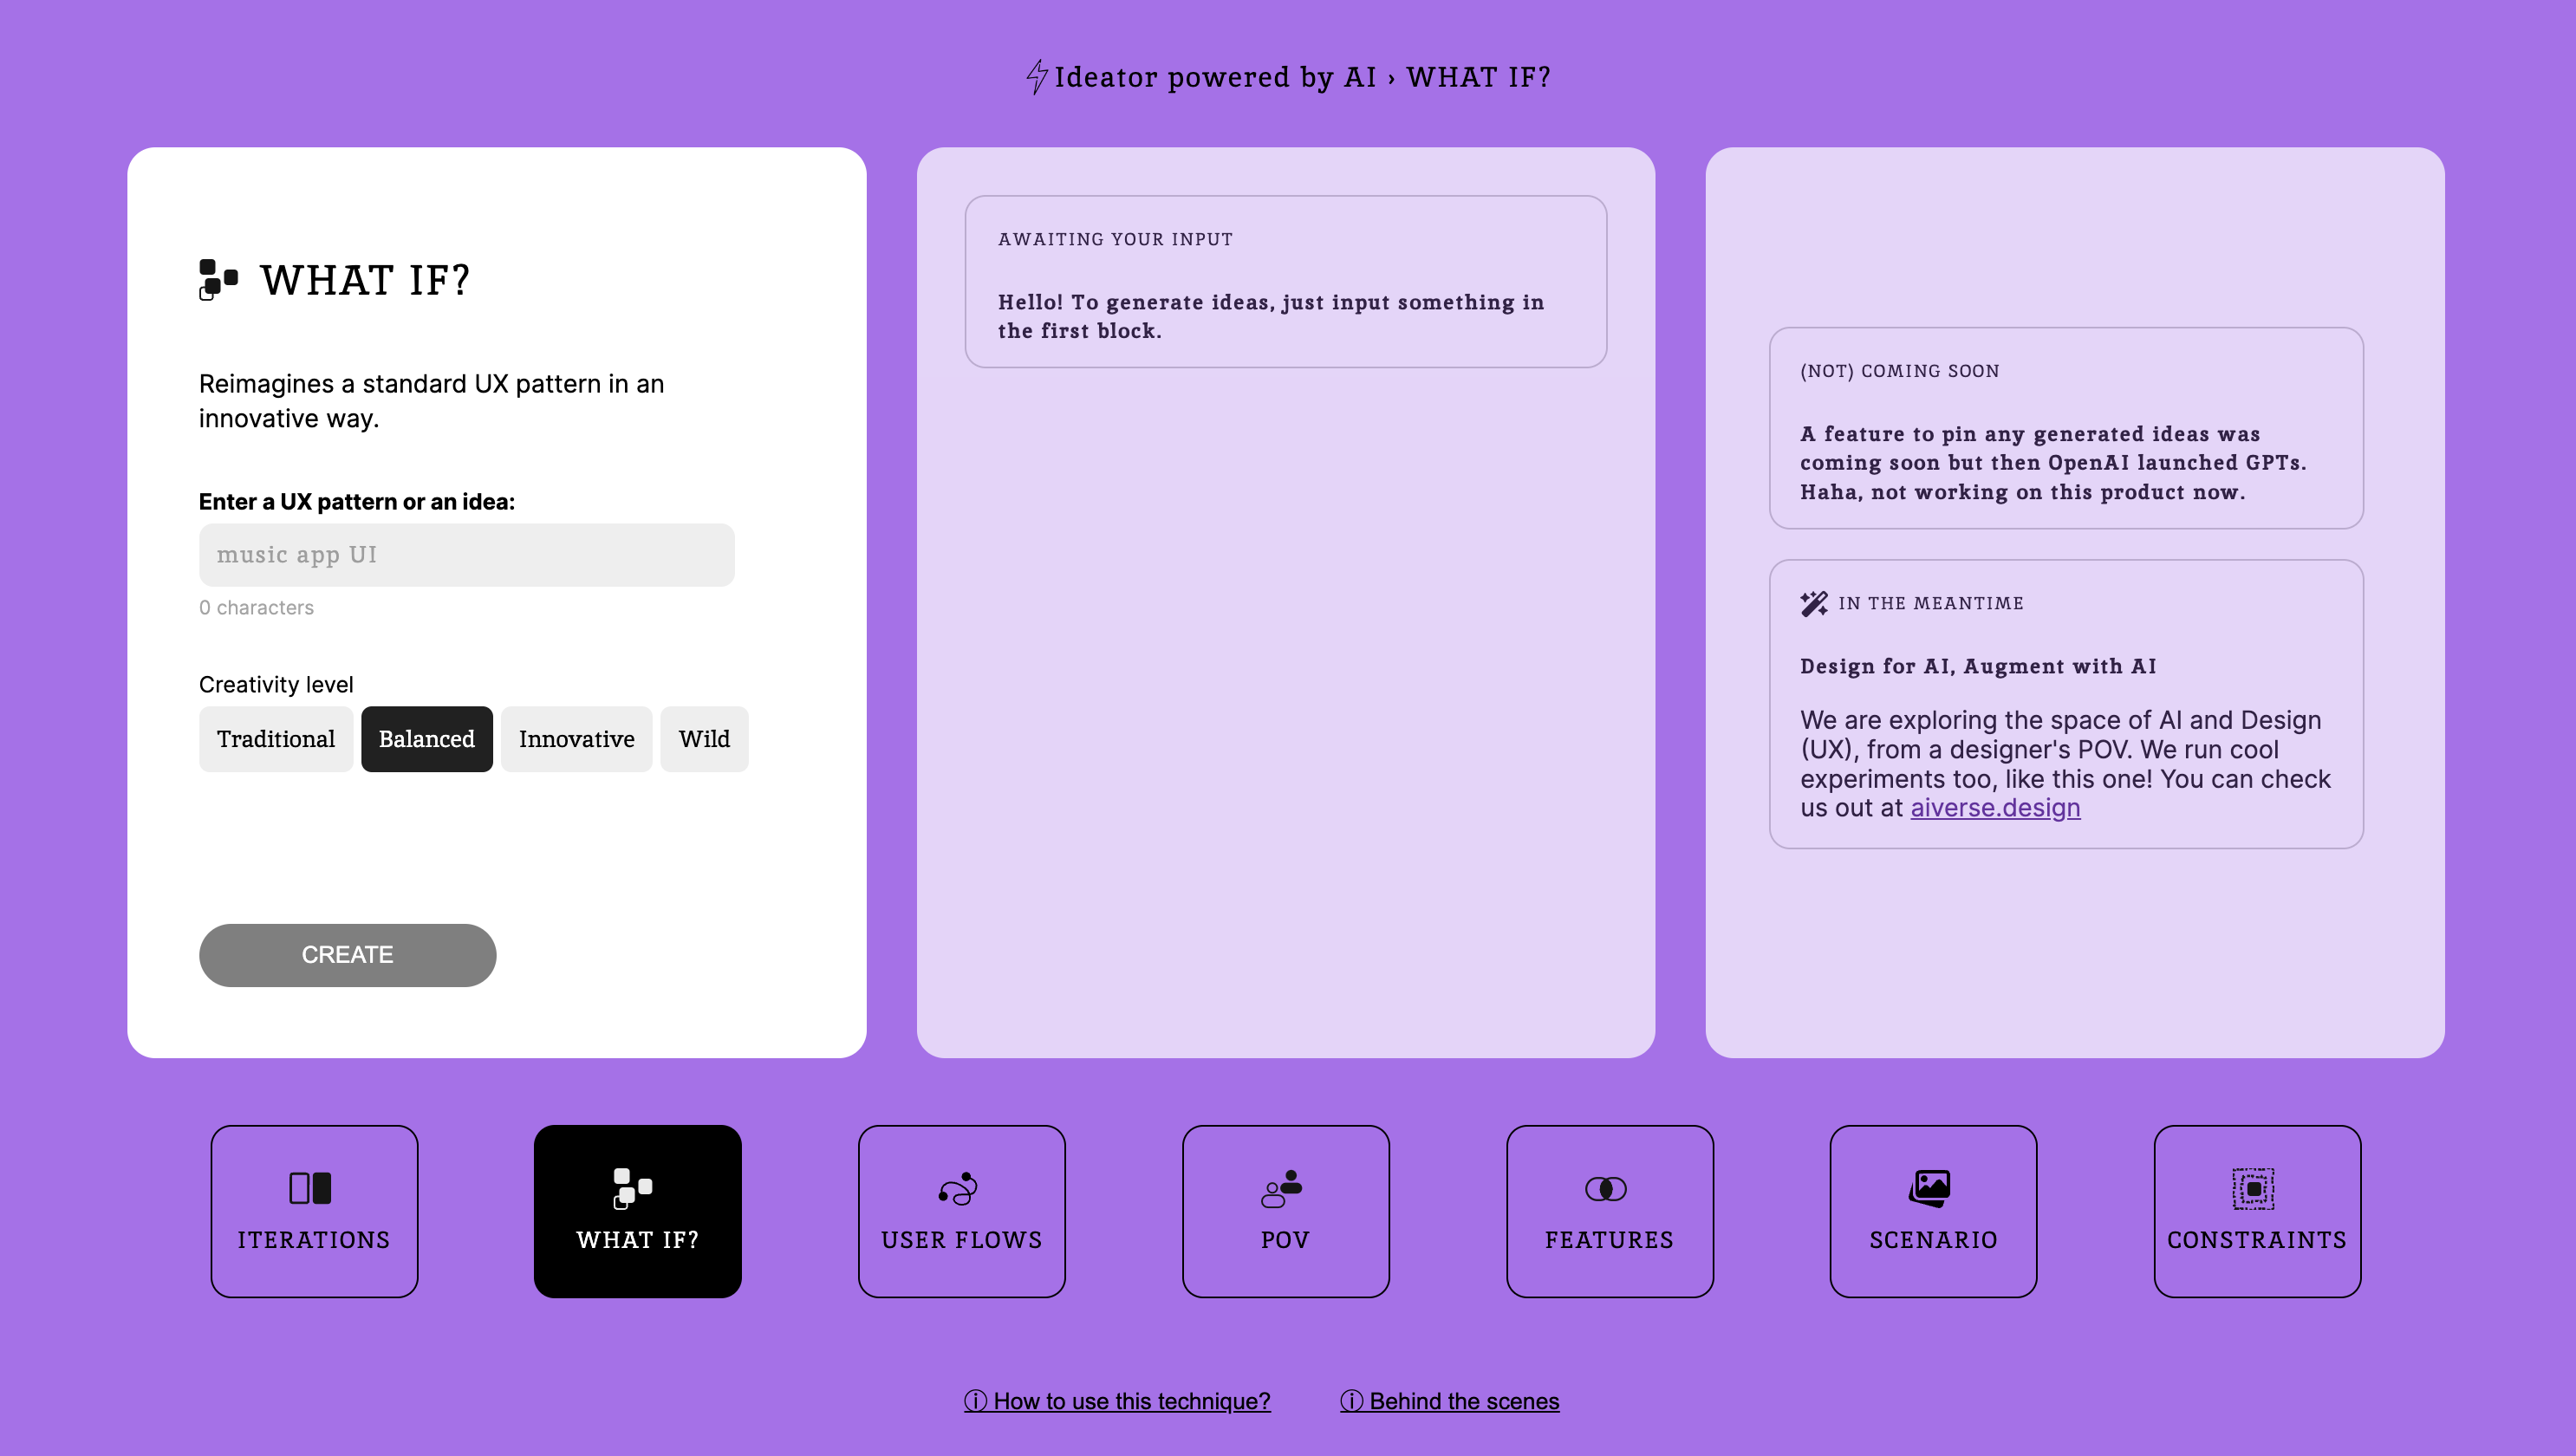 Ideator powered by AI › WHAT IF?
WHAT IF?
Reimagines a standard UX pattern in an
innovative way.
Enter a UX pattern or an idea:
music app UI
0 characters
Creativity level
Traditional
Balanced
Innovative
Wild
CREATE
AWAITING YOUR INPUT
Hello! To generate ideas, just input something in
the first block.
(NOT) COMING SOON
A feature to pin any generated ideas was
coming soon but then OpenAI launched GPTs.
Haha, not working on this product now.
IN THE MEANTIME
Design for AI, Augment with AI
We are exploring the space of AI and Design
(UX), from a designer's POV. We run cool
experiments too, like this one! You can check
us out at aiverse.design
ITERATIONS
WHAT IF?
USER FLOWS
POV
FEATURES
SCENARIO
CONSTRAINTS
ⓘ How to use this technique?
ⓘ Behind the scenes